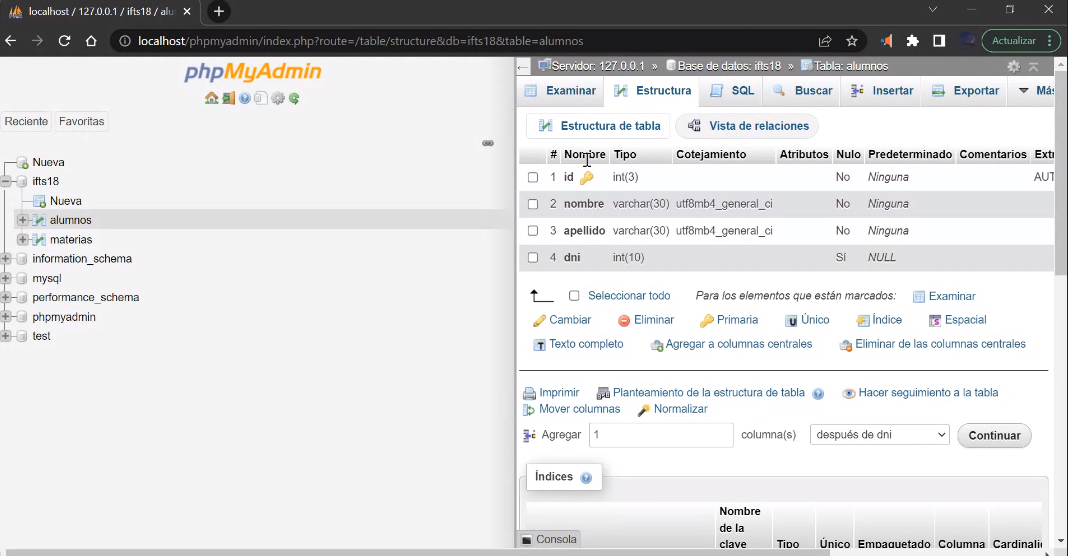 localhost / 127.0.0.1 / ifts18 / alu
localhost/phpmyadmin/index.php?route=/table/structure&db=ifts18&table=alumnos
Actualizar
phpMyAdmin
Reciente Favoritas
Nueva
ifts18
Nueva
alumnos
materias
information_schema
mysql
performance_schema
phpmyadmin
test
Servidor: 127.0.0.1 » Base de datos: ifts18 » Tabla: alumnos
Examinar Estructura SQL Buscar Insertar Exportar Más
Estructura de tabla Vista de relaciones
# Nombre Tipo Cotejamiento Atributos Nulo Predeterminado Comentarios Extr
1 id int(3) No Ninguna AUT
2 nombre varchar(30) utf8mb4_general_ci No Ninguna
3 apellido varchar(30) utf8mb4_general_ci No Ninguna
4 dni int(10) Sí NULL
Seleccionar todo Para los elementos que están marcados: Examinar
Cambiar Eliminar Primaria Único Índice Espacial
Texto completo Agregar a columnas centrales Eliminar de las columnas centrales
Imprimir Planteamiento de la estructura de tabla Hacer seguimiento a la tabla
Mover columnas Normalizar
Agregar 1 columna(s) después de dni Continuar
Índices
Nombre
de la
clave Tipo Único Empaquetado Columna Cardinali
Consola